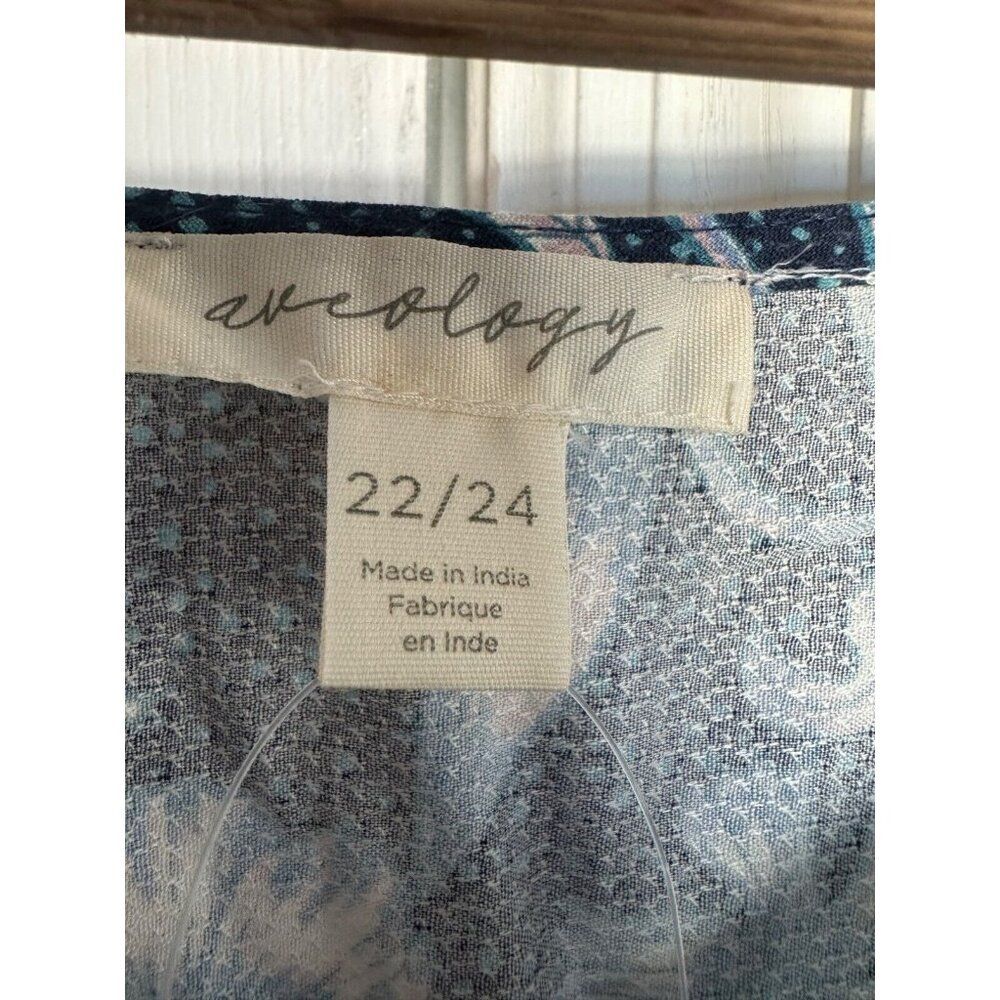 aveology
22/24
Made in India
Fabrique
en Inde